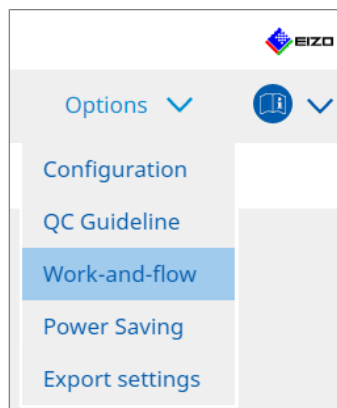 EIZO
Options
Configuration
QC Guideline
Work-and-flow
Power Saving
Export settings